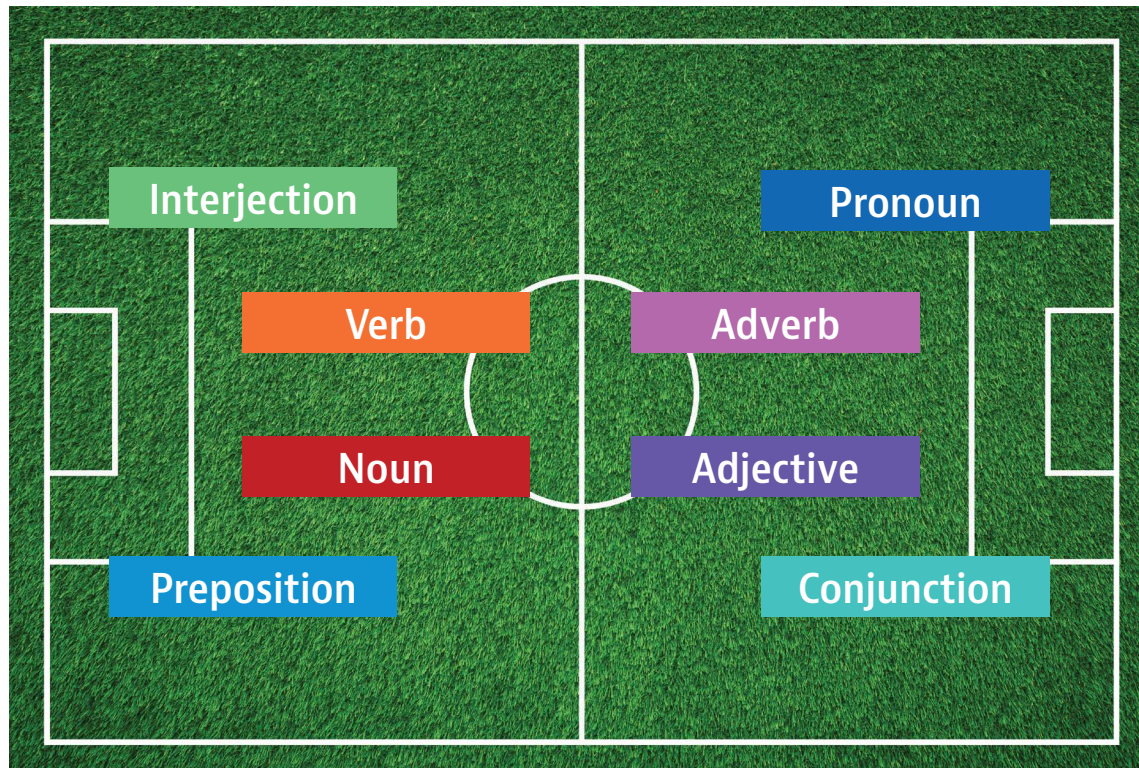 Interjection
Pronoun
Verb
Adverb
Noun
Adjective
Preposition
Conjunction